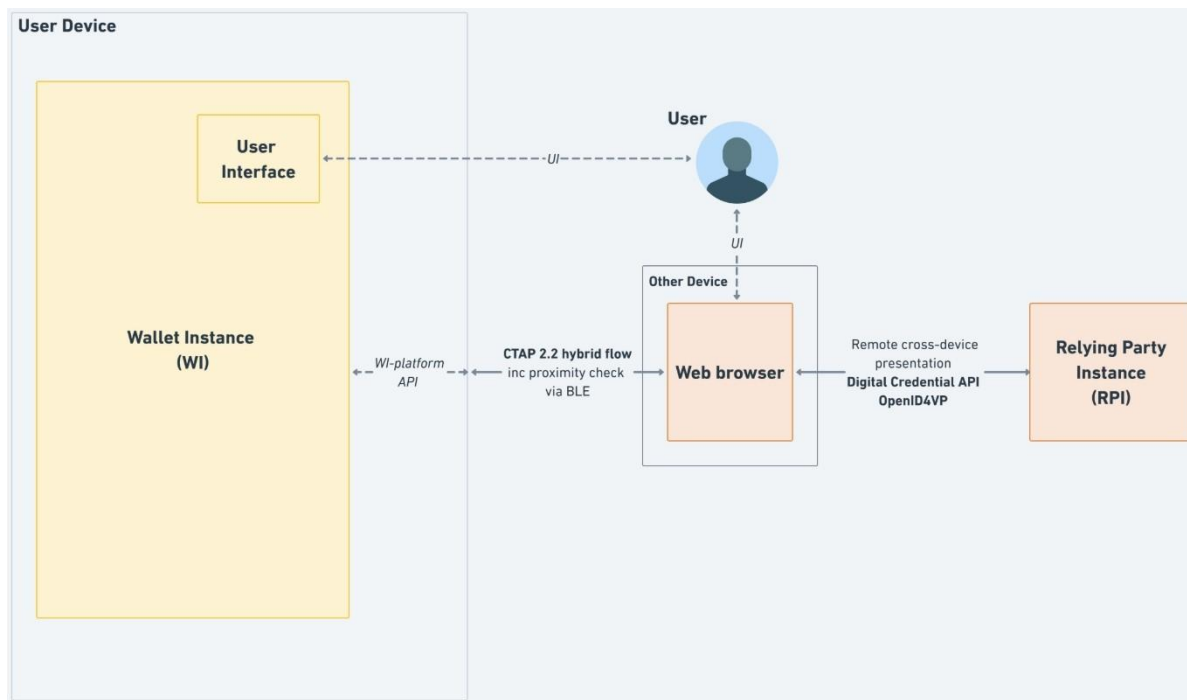 User Device
User
Interface
User
UI
UI
Other Device
Wallet Instance
(WI)
WI-platform
API
CTAP 2.2 hybrid flow
inc proximity check
via BLE
Web browser
Remote cross-device
presentation
Digital Credential API
OpenID4VP
Relying Party
Instance
(RPI)